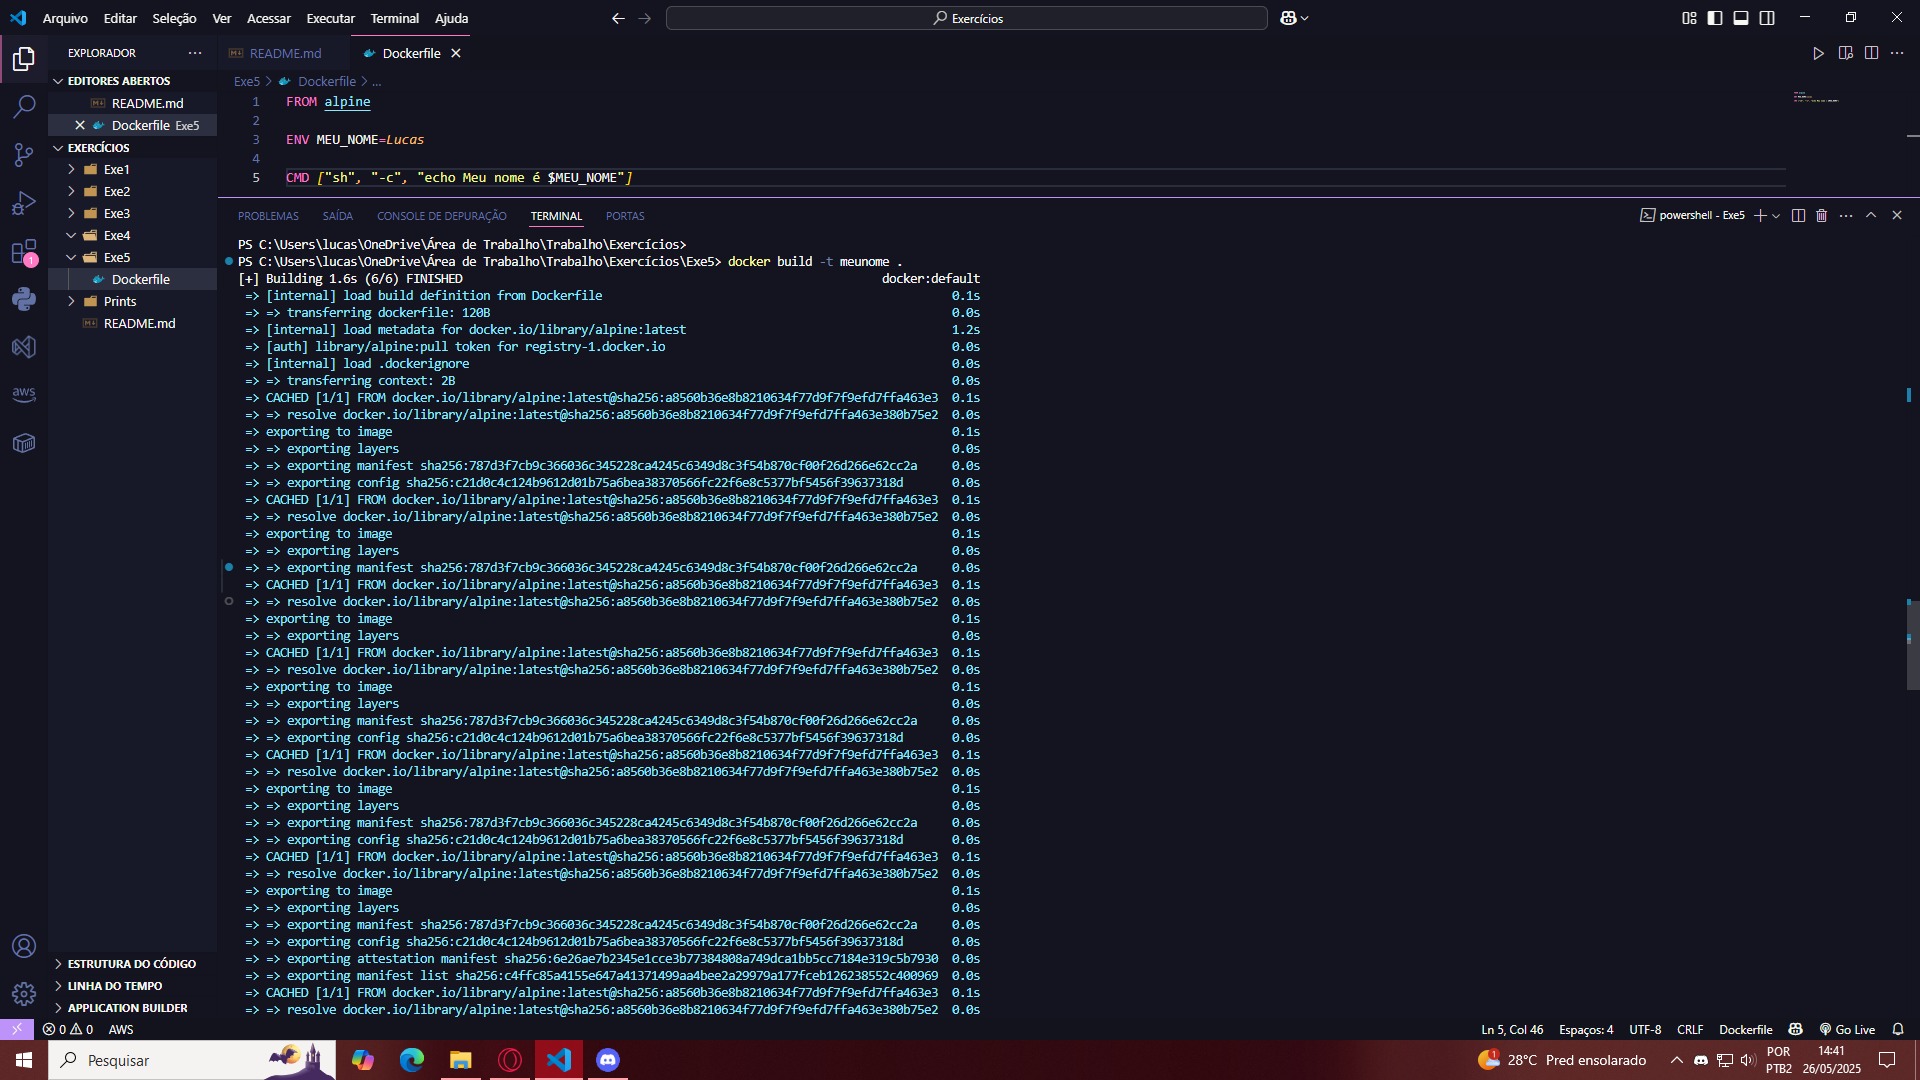 Arquivo Editar Seleção Ver Acessar Executar Terminal Ajuda
Exercícios
EXPLORADOR
README.md
Dockerfile
EDITORES ABERTOS
README.md
Dockerfile Exe5
EXERCÍCIOS
Exe1
Exe2
Exe3
Exe4
Exe5
Dockerfile
Prints
README.md
ESTRUTURA DO CÓDIGO
LINHA DO TEMPO
APPLICATION BUILDER
aws
1
Exe5 > Dockerfile > ...
1 FROM alpine
2
3 ENV MEU_NOME=Lucas
4
5 CMD ["sh", "-c", "echo Meu nome é $MEU_NOME"]
PROBLEMAS SAÍDA CONSOLE DE DEPURAÇÃO TERMINAL PORTAS
powershell - Exe5
PS C:\Users\lucas\OneDrive\Área de Trabalho\Trabalho\Exercícios>
PS C:\Users\lucas\OneDrive\Área de Trabalho\Trabalho\Exercícios\Exe5> docker build -t meunome .
[+] Building 1.6s (6/6) FINISHED docker:default
=> [internal] load build definition from Dockerfile 0.1s
=> => transferring dockerfile: 120B 0.0s
=> [internal] load metadata for docker.io/library/alpine:latest 1.2s
=> [auth] library/alpine:pull token for registry-1.docker.io 0.0s
=> [internal] load .dockerignore 0.0s
=> => transferring context: 2B 0.0s
=> CACHED [1/1] FROM docker.io/library/alpine:latest@sha256:a8560b36e8b8210634f77d9f7f9efd7ffa463e3 0.1s
=> => resolve docker.io/library/alpine:latest@sha256:a8560b36e8b8210634f77d9f7f9efd7ffa463e380b75e2 0.0s
=> exporting to image 0.1s
=> => exporting layers 0.0s
=> => exporting manifest sha256:787d3f7cb9c366036c345228ca4245c6349d8c3f54b870cf00f26d266e62cc2a 0.0s
=> => exporting config sha256:c21d0c4c124b9612d01b75a6bea38370566fc22f6e8c5377bf5456f39637318d 0.0s
=> CACHED [1/1] FROM docker.io/library/alpine:latest@sha256:a8560b36e8b8210634f77d9f7f9efd7ffa463e3 0.1s
=> => resolve docker.io/library/alpine:latest@sha256:a8560b36e8b8210634f77d9f7f9efd7ffa463e380b75e2 0.0s
=> exporting to image 0.1s
=> => exporting layers 0.0s
=> => exporting manifest sha256:787d3f7cb9c366036c345228ca4245c6349d8c3f54b870cf00f26d266e62cc2a 0.0s
=> CACHED [1/1] FROM docker.io/library/alpine:latest@sha256:a8560b36e8b8210634f77d9f7f9efd7ffa463e3 0.1s
=> => resolve docker.io/library/alpine:latest@sha256:a8560b36e8b8210634f77d9f7f9efd7ffa463e380b75e2 0.0s
=> exporting to image 0.1s
=> => exporting layers 0.0s
=> CACHED [1/1] FROM docker.io/library/alpine:latest@sha256:a8560b36e8b8210634f77d9f7f9efd7ffa463e3 0.1s
=> => resolve docker.io/library/alpine:latest@sha256:a8560b36e8b8210634f77d9f7f9efd7ffa463e380b75e2 0.0s
=> exporting to image 0.1s
=> => exporting layers 0.0s
=> => exporting manifest sha256:787d3f7cb9c366036c345228ca4245c6349d8c3f54b870cf00f26d266e62cc2a 0.0s
=> => exporting config sha256:c21d0c4c124b9612d01b75a6bea38370566fc22f6e8c5377bf5456f39637318d 0.0s
=> CACHED [1/1] FROM docker.io/library/alpine:latest@sha256:a8560b36e8b8210634f77d9f7f9efd7ffa463e3 0.1s
=> => resolve docker.io/library/alpine:latest@sha256:a8560b36e8b8210634f77d9f7f9efd7ffa463e380b75e2 0.0s
=> exporting to image 0.1s
=> => exporting layers 0.0s
=> => exporting manifest sha256:787d3f7cb9c366036c345228ca4245c6349d8c3f54b870cf00f26d266e62cc2a 0.0s
=> => exporting config sha256:c21d0c4c124b9612d01b75a6bea38370566fc22f6e8c5377bf5456f39637318d 0.0s
=> CACHED [1/1] FROM docker.io/library/alpine:latest@sha256:a8560b36e8b8210634f77d9f7f9efd7ffa463e3 0.1s
=> => resolve docker.io/library/alpine:latest@sha256:a8560b36e8b8210634f77d9f7f9efd7ffa463e380b75e2 0.0s
=> exporting to image 0.1s
=> => exporting layers 0.0s
=> => exporting manifest sha256:787d3f7cb9c366036c345228ca4245c6349d8c3f54b870cf00f26d266e62cc2a 0.0s
=> => exporting config sha256:c21d0c4c124b9612d01b75a6bea38370566fc22f6e8c5377bf5456f39637318d 0.0s
=> => exporting attestation manifest sha256:6e26ae7b2345e1cce3b77384808a749dca1bb5cc7184e319c5b7930 0.0s
=> => exporting manifest list sha256:c4ffc85a4155e647a41371499aa4bee2a29979a177fceb126238552c400969 0.0s
=> CACHED [1/1] FROM docker.io/library/alpine:latest@sha256:a8560b36e8b8210634f77d9f7f9efd7ffa463e3 0.1s
=> => resolve docker.io/library/alpine:latest@sha256:a8560b36e8b8210634f77d9f7f9efd7ffa463e380b75e2 0.0s
0 0 AWS
Ln 5, Col 46 Espaços: 4 UTF-8 CRLF Dockerfile Go Live
Pesquisar
1 28°C Pred ensolarado
POR
PTB2
14:41
26/05/2025